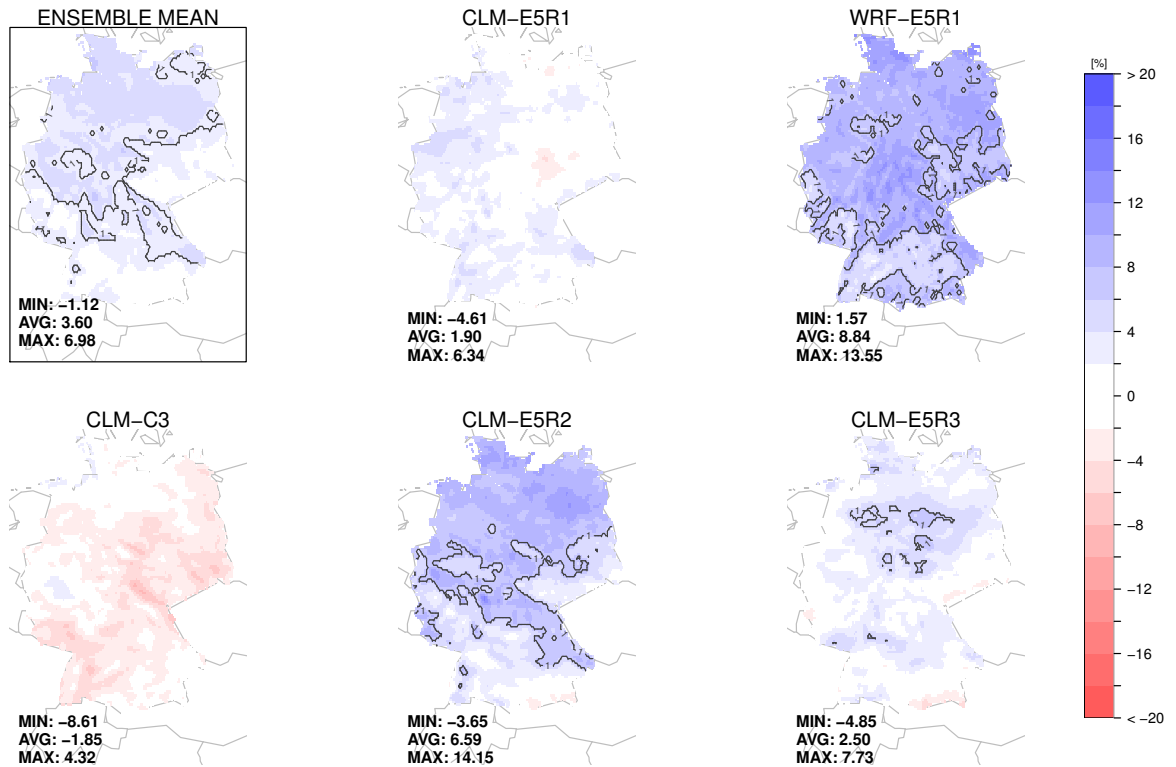 ENSEMBLE MEAN
MIN: −1.12
AVG: 3.60
MAX: 6.98
CLM−E5R1
MIN: −4.61
AVG: 1.90
MAX: 6.34
WRF−E5R1
MIN: 1.57
AVG: 8.84
MAX: 13.55
CLM−C3
MIN: −8.61
AVG: −1.85
MAX: 4.32
CLM−E5R2
MIN: −3.65
AVG: 6.59
MAX: 14.15
CLM−E5R3
MIN: −4.85
AVG: 2.50
MAX: 7.73
[%]
> 20
16
12
8
4
0
−4
−8
−12
−16
< −20